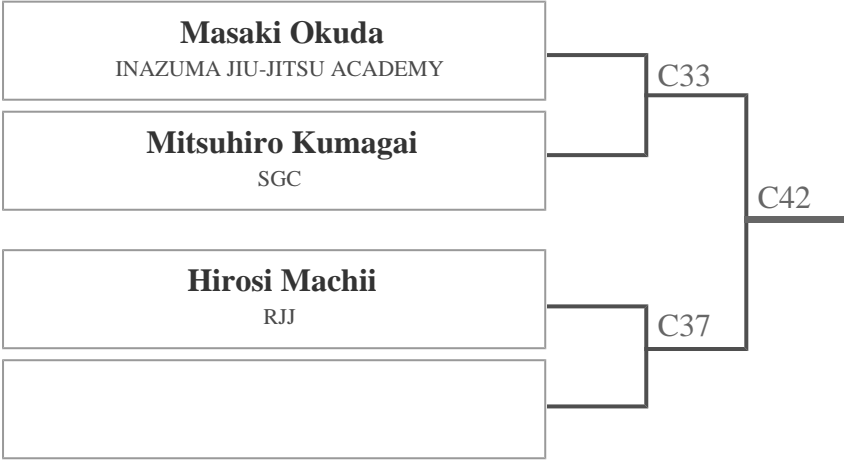 Masaki Okuda
INAZUMA JIU-JITSU ACADEMY
C33
Mitsuhiro Kumagai
SGC
C42
Hirosi Machii
RJJ
C37